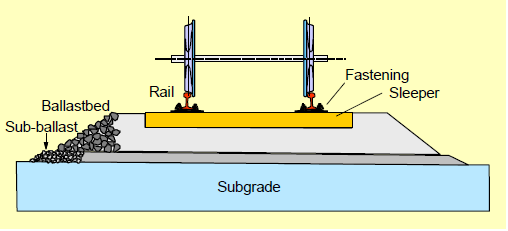 Fastening
Rail
Sleeper
Ballastbed
Sub-ballast
Subgrade